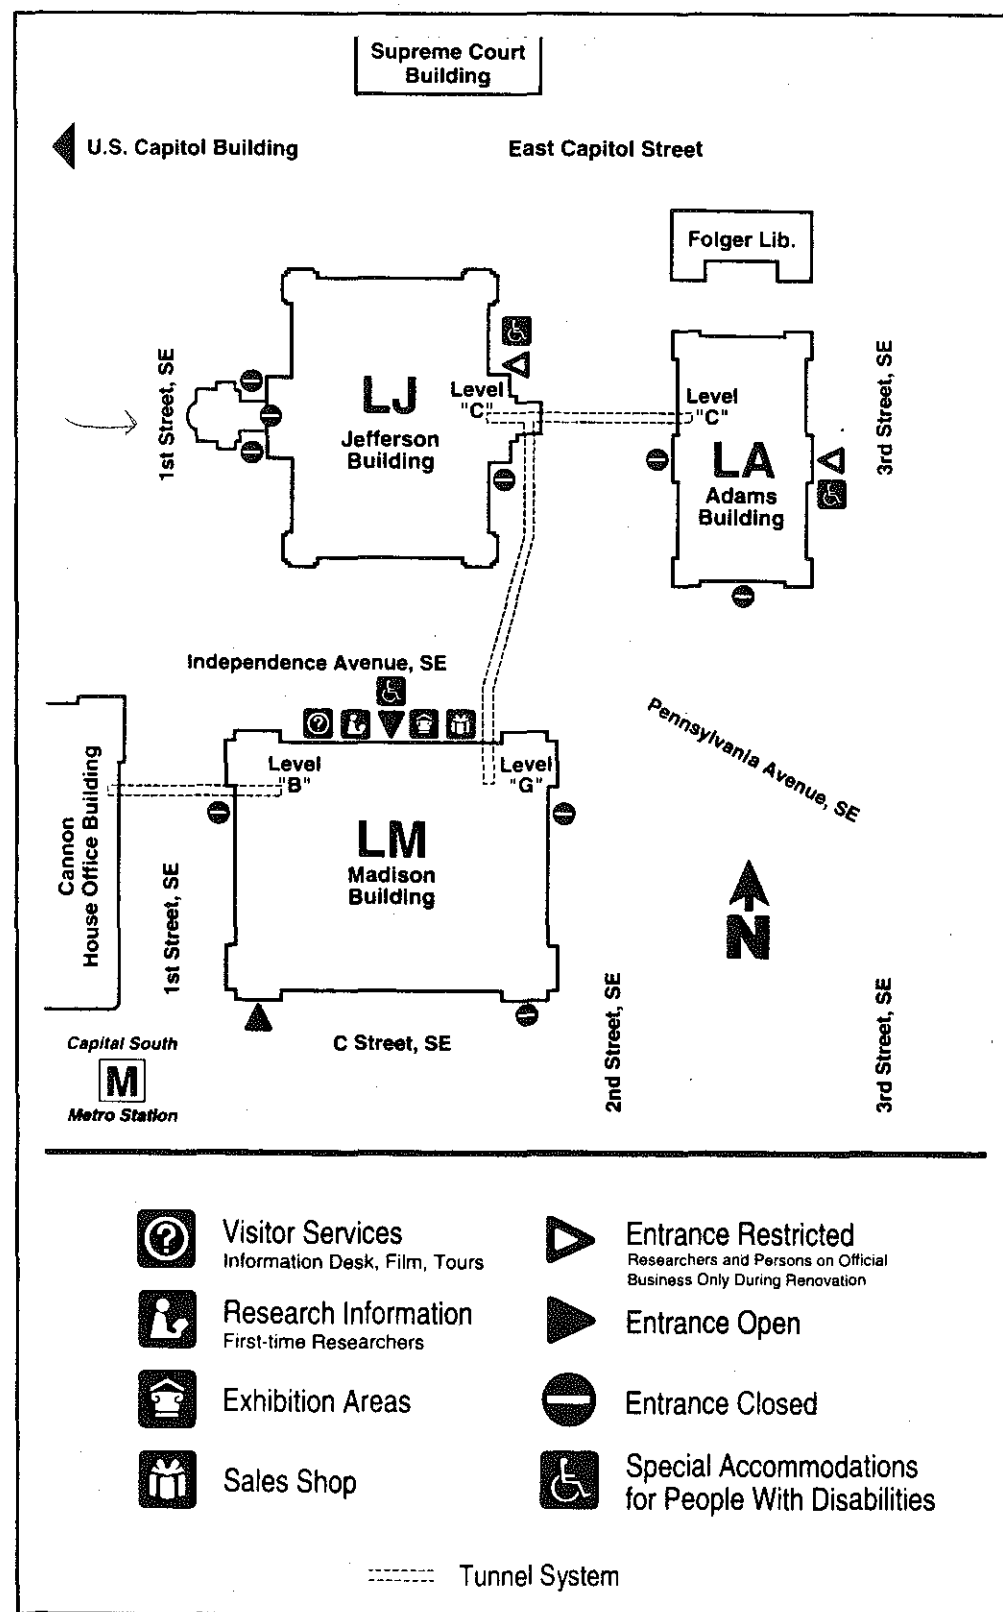 Supreme Court
Building
U.S. Capitol Building
East Capitol Street
Folger Lib.
1st Street, SE
LJ
Jefferson
Building
Level
"C"
Level
"C"
LA
Adams
Building
3rd Street, SE
Independence Avenue, SE
Pennsylvania Avenue, SE
Cannon
House Office Building
Level
"B"
Level
"G"
LM
Madison
Building
1st Street, SE
N
C Street, SE
2nd Street, SE
3rd Street, SE
Capital South
M
Metro Station
? Visitor Services
Information Desk, Film, Tours
Research Information
First-time Researchers
Exhibition Areas
Sales Shop
Entrance Restricted
Researchers and Persons on Official
Business Only During Renovation
Entrance Open
Entrance Closed
Special Accommodations
for People With Disabilities
Tunnel System